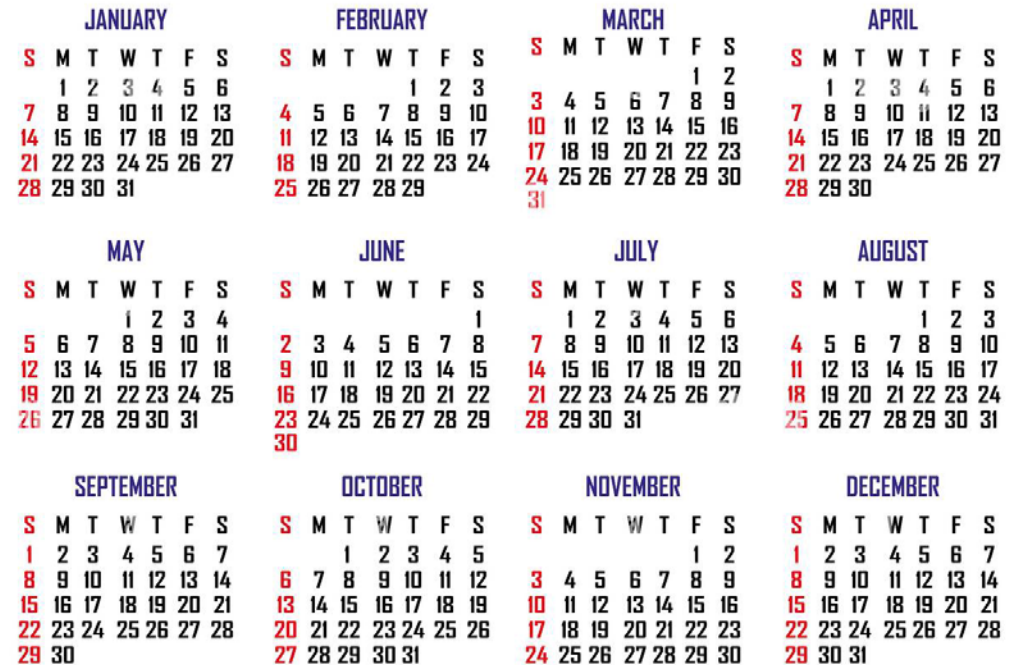 JANUARY
S M T W T F S
1 2 3 4 5 6
7 8 9 10 11 12 13
14 15 16 17 18 19 20
21 22 23 24 25 26 27
28 29 30 31
FEBRUARY
S M T W T F S
1 2 3
4 5 6 7 8 9 10
11 12 13 14 15 16 17
18 19 20 21 22 23 24
25 26 27 28 29
MARCH
S M T W T F S
1 2
3 4 5 6 7 8 9
10 11 12 13 14 15 16
17 18 19 20 21 22 23
24 25 26 27 28 29 30
31
APRIL
S M T W T F S
1 2 3 4 5 6
7 8 9 10 11 12 13
14 15 16 17 18 19 20
21 22 23 24 25 26 27
28 29 30
MAY
S M T W T F S
1 2 3 4
5 6 7 8 9 10 11
12 13 14 15 16 17 18
19 20 21 22 23 24 25
26 27 28 29 30 31
JUNE
S M T W T F S
1
2 3 4 5 6 7 8
9 10 11 12 13 14 15
16 17 18 19 20 21 22
23 24 25 26 27 28 29
30
JULY
S M T W T F S
1 2 3 4 5 6
7 8 9 10 11 12 13
14 15 16 17 18 19 20
21 22 23 24 25 26 27
28 29 30 31
AUGUST
S M T W T F S
1 2 3
4 5 6 7 8 9 10
11 12 13 14 15 16 17
18 19 20 21 22 23 24
25 26 27 28 29 30 31
SEPTEMBER
S M T W T F S
1 2 3 4 5 6 7
8 9 10 11 12 13 14
15 16 17 18 19 20 21
22 23 24 25 26 27 28
29 30
OCTOBER
S M T W T F S
1 2 3 4 5
6 7 8 9 10 11 12
13 14 15 16 17 18 19
20 21 22 23 24 25 26
27 28 29 30 31
NOVEMBER
S M T W T F S
1 2
3 4 5 6 7 8 9
10 11 12 13 14 15 16
17 18 19 20 21 22 23
24 25 26 27 28 29 30
DECEMBER
S M T W T F S
1 2 3 4 5 6 7
8 9 10 11 12 13 14
15 16 17 18 19 20 21
22 23 24 25 26 27 28
29 30 31